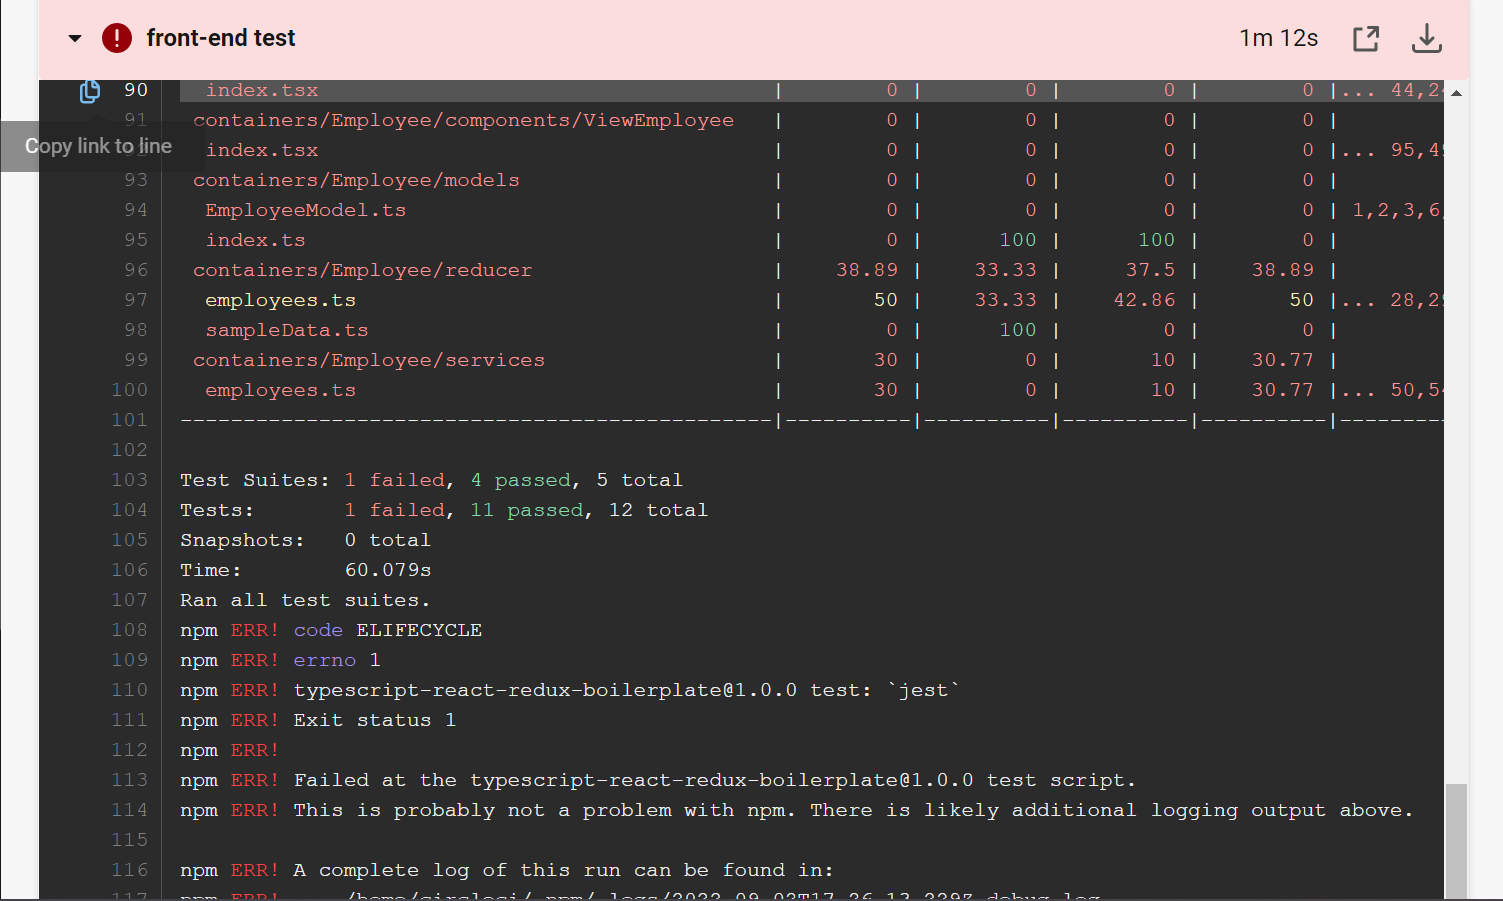 front-end test 1m 12s
90 index.tsx | 0 | 0 | 0 | 0 |... 44,2
91 containers/Employee/components/ViewEmployee | 0 | 0 | 0 | 0 |
Copy link to line
index.tsx | 0 | 0 | 0 | 0 |... 95,4
93 containers/Employee/models | 0 | 0 | 0 | 0 |
94 EmployeeModel.ts | 0 | 0 | 0 | 0 | 1,2,3,6,
95 index.ts | 0 | 100 | 100 | 0 |
96 containers/Employee/reducer | 38.89 | 33.33 | 37.5 | 38.89 |
97 employees.ts | 50 | 33.33 | 42.86 | 50 |... 28,2
98 sampleData.ts | 0 | 100 | 0 | 0 |
99 containers/Employee/services | 30 | 0 | 10 | 30.77 |
100 employees.ts | 30 | 0 | 10 | 30.77 |... 50,5
101 -----------------------------------------------|----------|----------|----------|----------|---------
102
103 Test Suites: 1 failed, 4 passed, 5 total
104 Tests: 1 failed, 11 passed, 12 total
105 Snapshots: 0 total
106 Time: 60.079s
107 Ran all test suites.
108 npm ERR! code ELIFECYCLE
109 npm ERR! errno 1
110 npm ERR! typescript-react-redux-boilerplate@1.0.0 test: `jest`
111 npm ERR! Exit status 1
112 npm ERR!
113 npm ERR! Failed at the typescript-react-redux-boilerplate@1.0.0 test script.
114 npm ERR! This is probably not a problem with npm. There is likely additional logging output above.
115
116 npm ERR! A complete log of this run can be found in:
117 npm ERR!